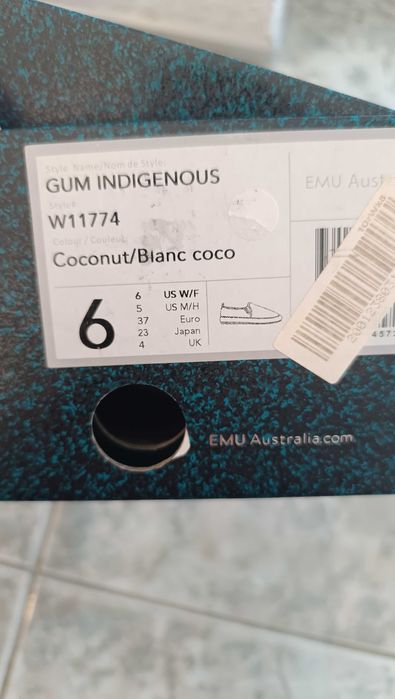 Style Name/Nom de Style:
GUM INDIGENOUS
Style#:
W11774
Colour / Couleur:
Coconut/Blanc coco
6
6 US W/F
5 US M/H
37 Euro
23 Japan
4 UK
EMU
EMU Australia.com